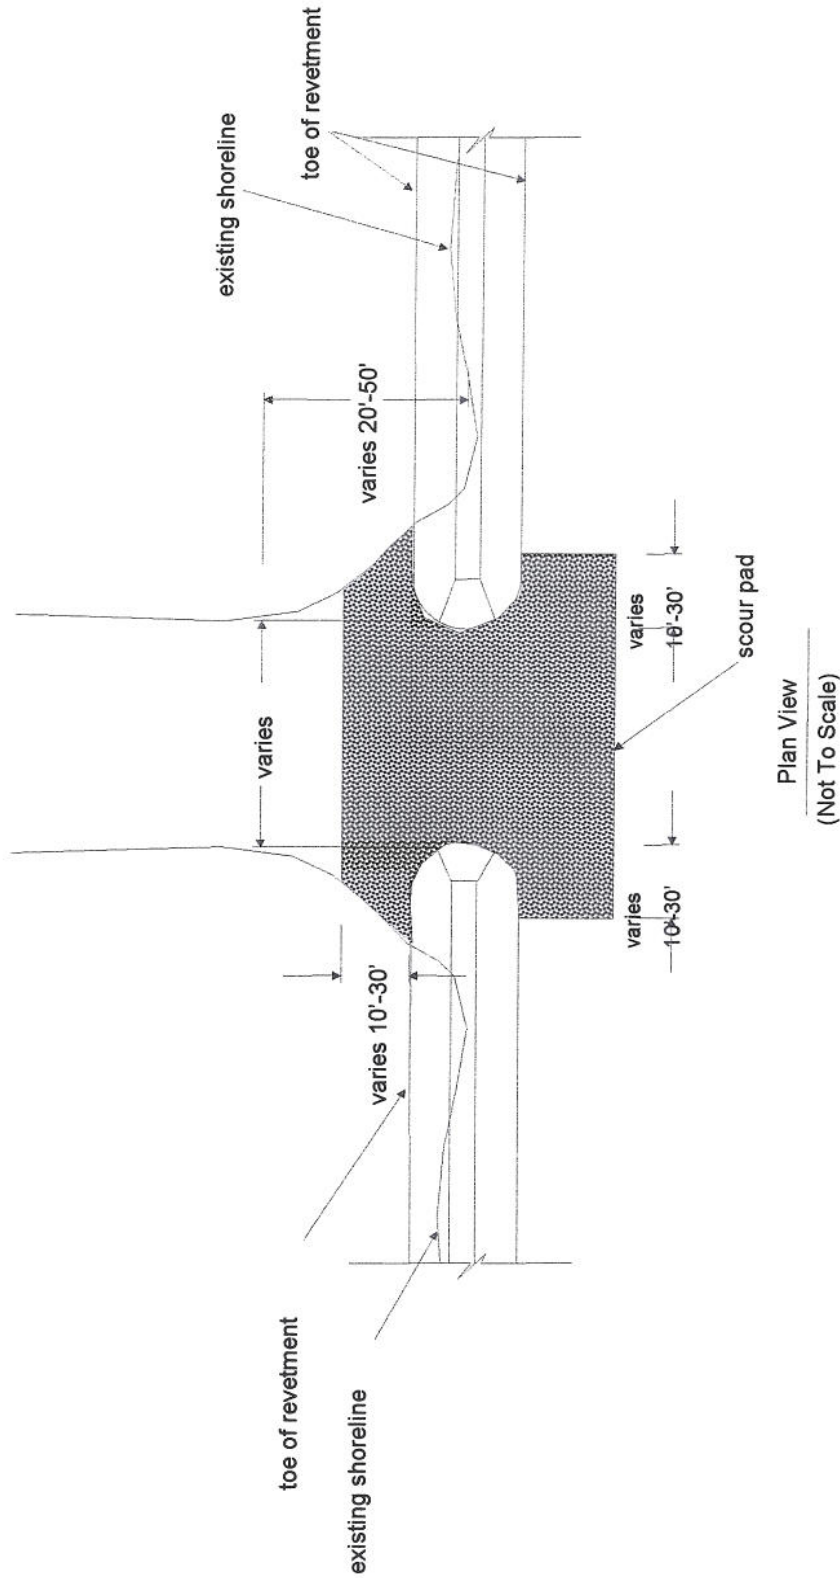 existing shoreline
toe of revetment
varies 20'-50'
varies
varies 10'-30'
toe of revetment
existing shoreline
varies
10'-30'
varies
10'-30'
scour pad
Plan View
(Not To Scale)